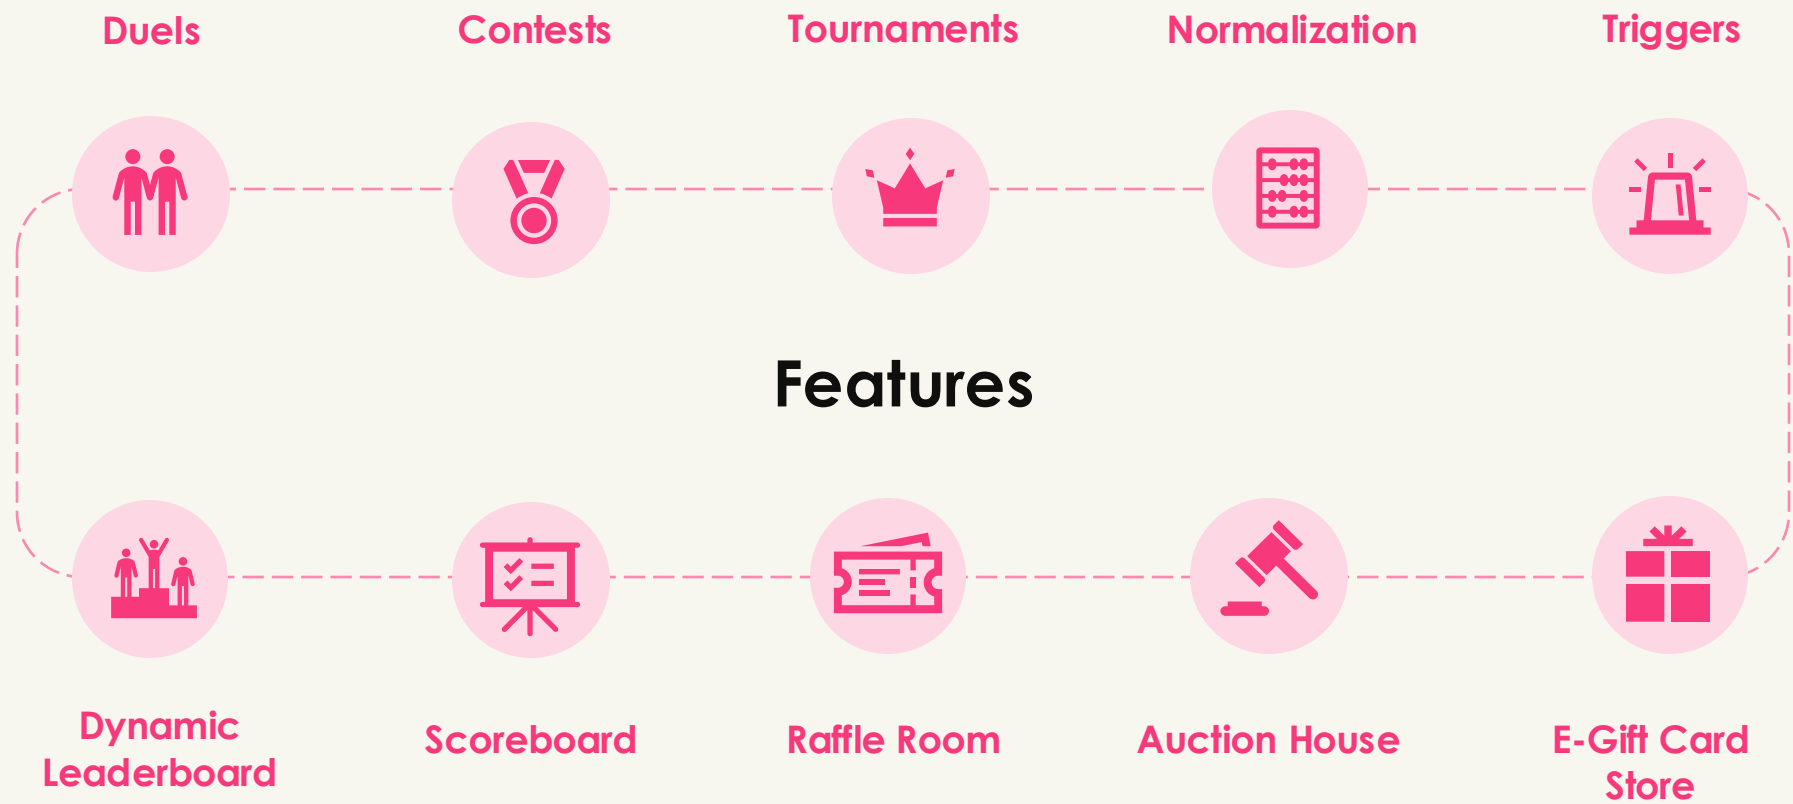 Duels
Contests
Tournaments
Normalization
Triggers
Features
Dynamic
Leaderboard
Scoreboard
Raffle Room
Auction House
E-Gift Card
Store